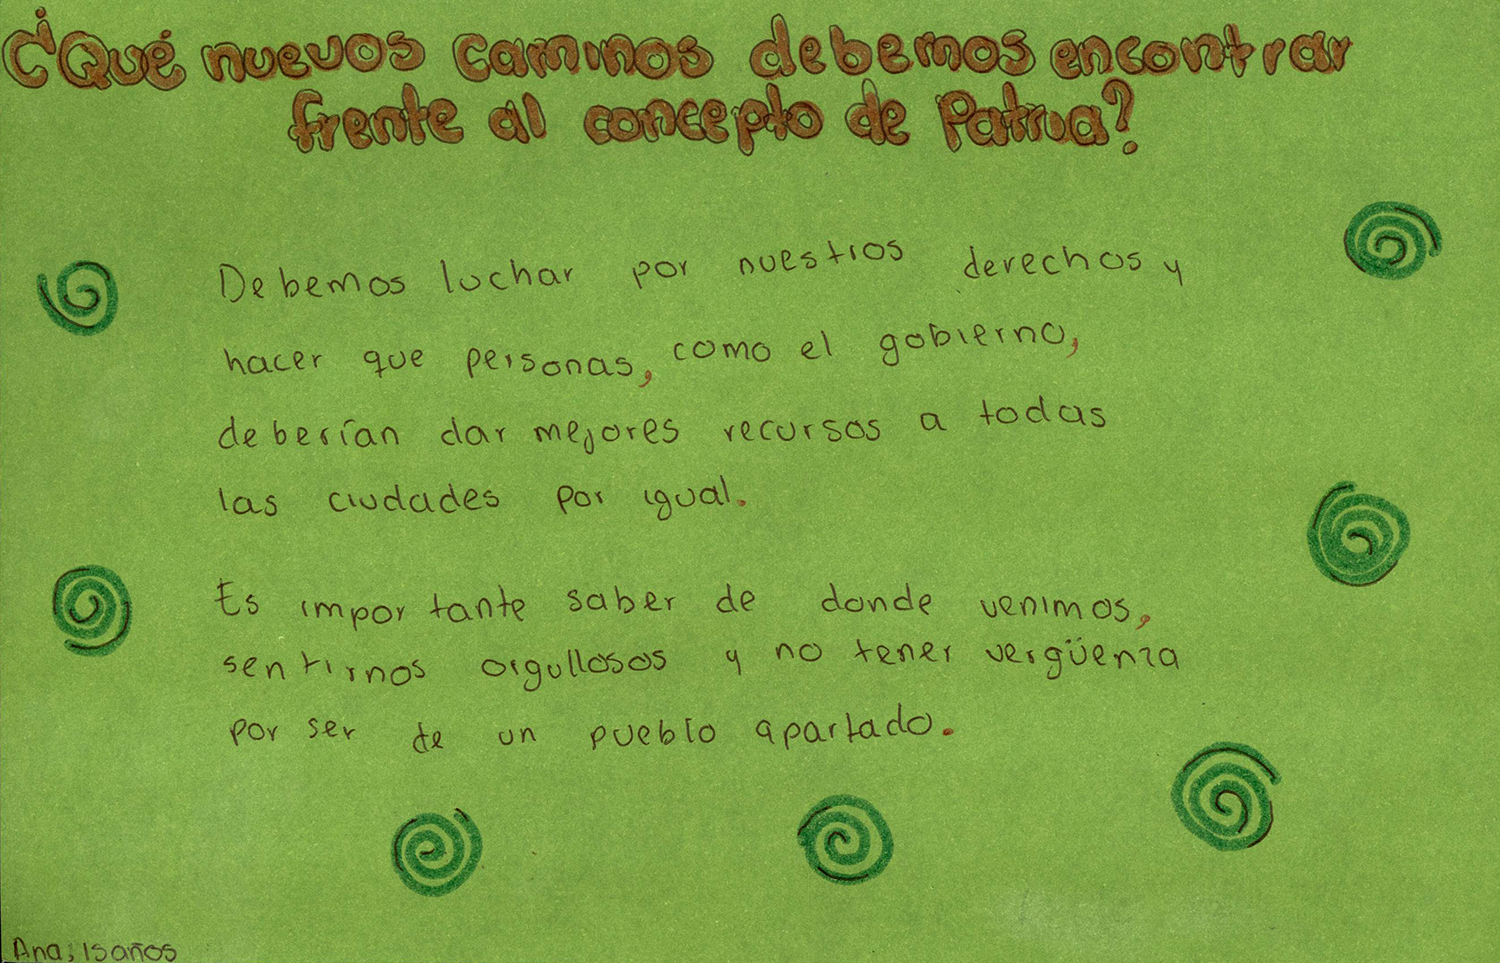 ¿Qué nuevos caminos debemos encontrar
frente al concepto de Patria?
Debemos luchar por nuestros derechos y
hacer que personas, como el gobierno,
deberían dar mejores recursos a todas
las ciudades por igual.
Es importante saber de donde venimos,
sentirnos orgullosos y no tener vergüenza
por ser de un pueblo apartado.
Ana, 15 años